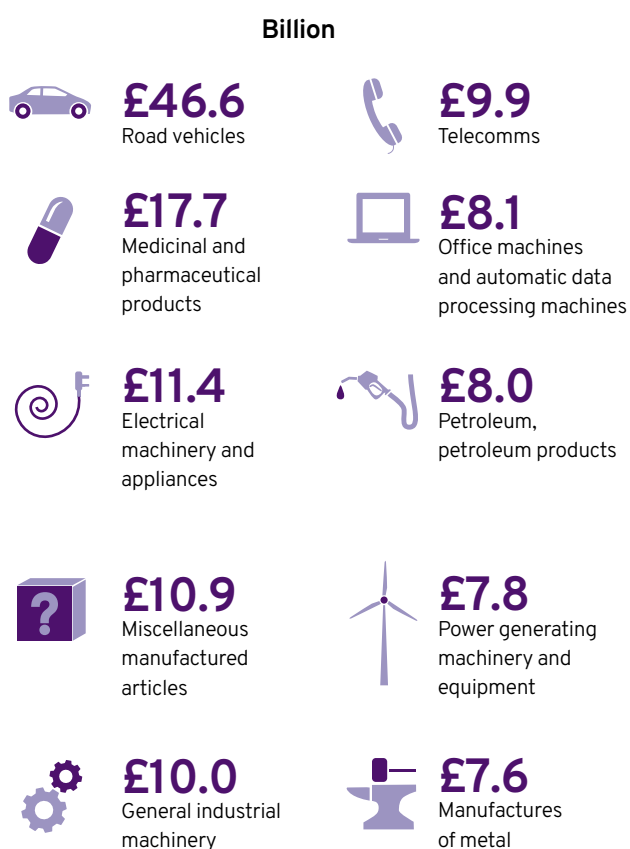 Billion
£46.6
Road vehicles
£17.7
Medicinal and
pharmaceutical
products
£11.4
Electrical
machinery and
appliances
?
£10.9
Miscellaneous
manufactured
articles
£10.0
General industrial
machinery
£9.9
Telecomms
£8.1
Office machines
and automatic data
processing machines
£8.0
Petroleum,
petroleum products
£7.8
Power generating
machinery and
equipment
£7.6
Manufactures
of metal